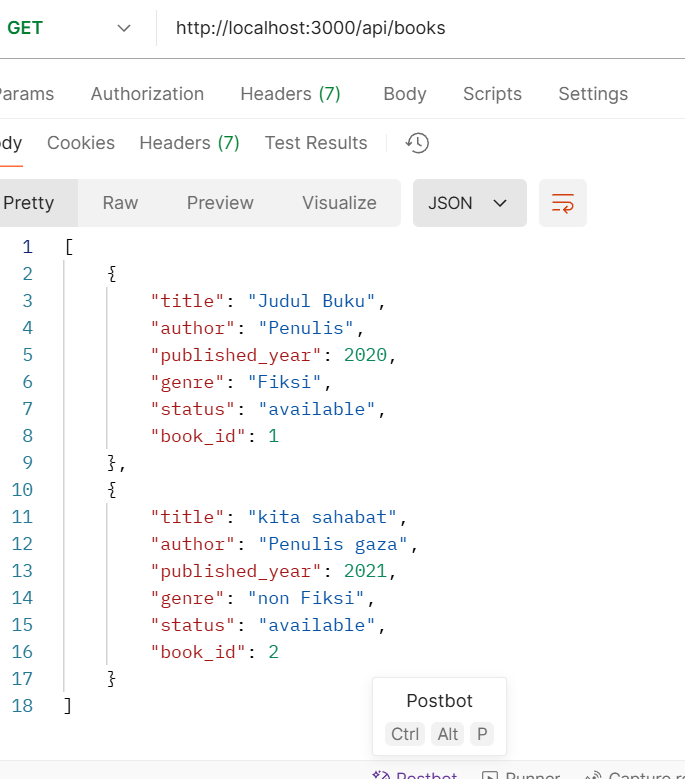 GET http://localhost:3000/api/books
Params Authorization Headers (7) Body Scripts Settings
Body Cookies Headers (7) Test Results
Pretty Raw Preview Visualize JSON
1 [
2 {
3 "title": "Judul Buku",
4 "author": "Penulis",
5 "published_year": 2020,
6 "genre": "Fiksi",
7 "status": "available",
8 "book_id": 1
9 },
10 {
11 "title": "kita sahabat",
12 "author": "Penulis gaza",
13 "published_year": 2021,
14 "genre": "non Fiksi",
15 "status": "available",
16 "book_id": 2
17 }
18 ]
Postbot
Ctrl Alt P
Postbot Runner Capture